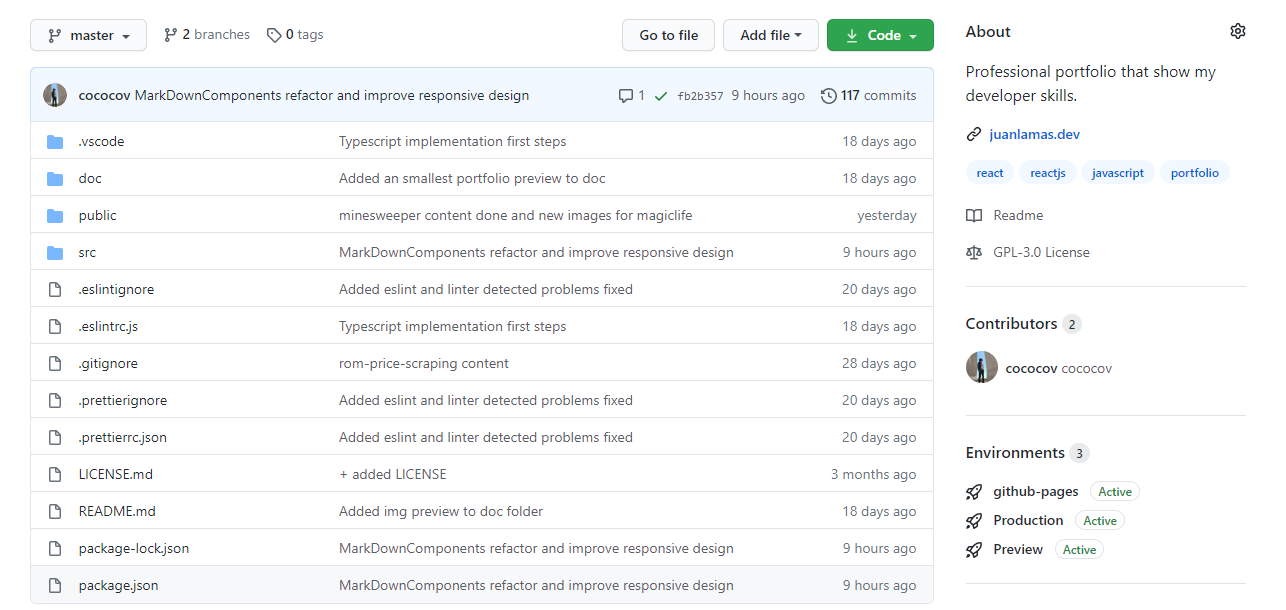 master 2 branches 0 tags Go to file Add file Code
cococov MarkDownComponents refactor and improve responsive design 1 fb2b357 9 hours ago 117 commits
.vscode Typescript implementation first steps 18 days ago
doc Added an smallest portfolio preview to doc 18 days ago
public minesweeper content done and new images for magiclife yesterday
src MarkDownComponents refactor and improve responsive design 9 hours ago
.eslintignore Added eslint and linter detected problems fixed 20 days ago
.eslintrc.js Typescript implementation first steps 18 days ago
.gitignore rom-price-scraping content 28 days ago
.prettierignore Added eslint and linter detected problems fixed 20 days ago
.prettierrc.json Added eslint and linter detected problems fixed 20 days ago
LICENSE.md + added LICENSE 3 months ago
README.md Added img preview to doc folder 18 days ago
package-lock.json MarkDownComponents refactor and improve responsive design 9 hours ago
package.json MarkDownComponents refactor and improve responsive design 9 hours ago
About
Professional portfolio that show my
developer skills.
juanlamas.dev
react reactjs javascript portfolio
Readme
GPL-3.0 License
Contributors 2
cococov cococov
Environments 3
github-pages Active
Production Active
Preview Active